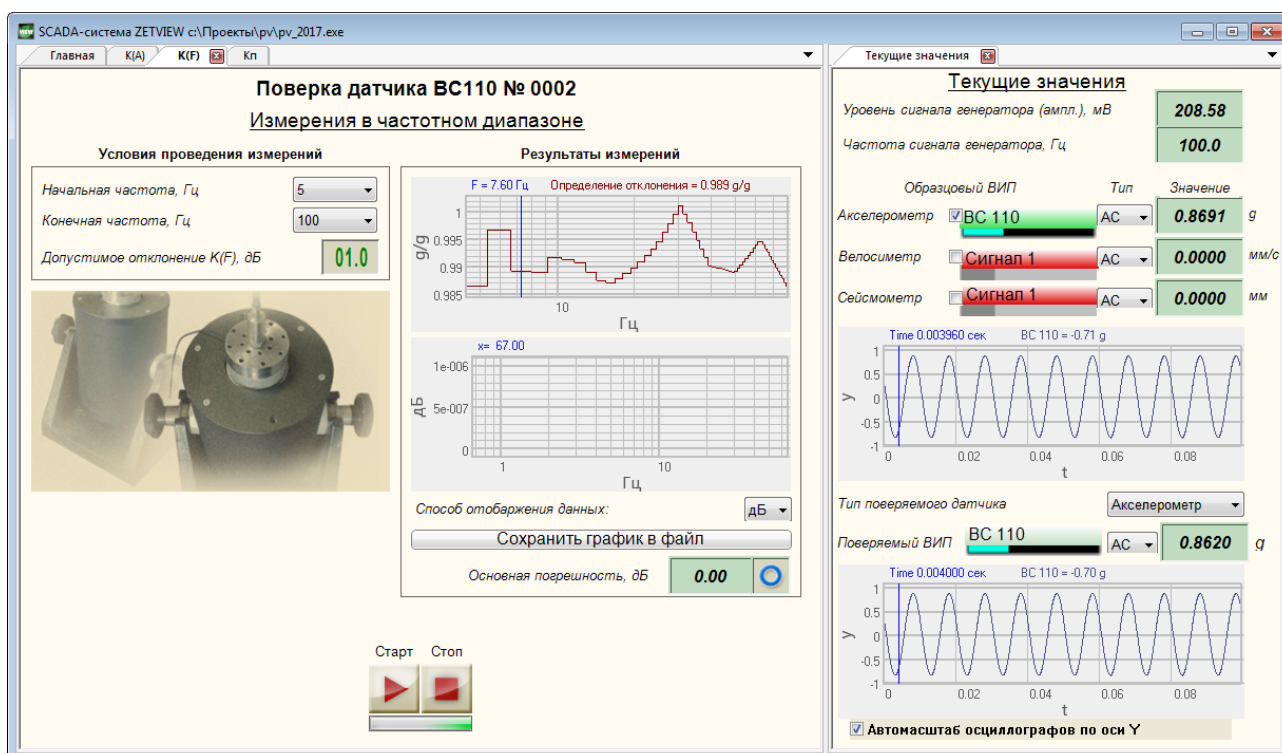 SCADA-система ZETVIEW c:\Проекты\pv\pv_2017.exe
Главная K(A) K(F) Кп
Поверка датчика ВС110 № 0002
Измерения в частотном диапазоне
Условия проведения измерений
Начальная частота, Гц 5
Конечная частота, Гц 100
Допустимое отклонение K(F), дБ 01.0
Результаты измерений
F = 7.60 Гц Определение отклонения = 0.989 g/g
g/g
1
0.995
0.99
0.985
10
Гц
x= 67.00
дБ
1e-006
5e-007
0
1 10
Гц
Способ отобаржения данных: дБ
Сохранить график в файл
Основная погрешность, дБ 0.00
Старт Стоп
Текущие значения
Текущие значения
Уровень сигнала генератора (ампл.), мВ 208.58
Частота сигнала генератора, Гц 100.0
Образцовый ВИП Тип Значение
Акселерометр ВС 110 AC 0.8691 g
Велосиметр Сигнал 1 AC 0.0000 мм/с
Сейсмометр Сигнал 1 AC 0.0000 мм
Time 0.003960 сек BC 110 = -0.71 g
y
1
0.5
0
-0.5
-1
0 0.02 0.04 0.06 0.08
t
Тип поверяемого датчика Акселерометр
Поверяемый ВИП BC 110 AC 0.8620 g
Time 0.004000 сек BC 110 = -0.70 g
y
1
0.5
0
-0.5
-1
0 0.02 0.04 0.06 0.08
t
Автомасштаб осциллографов по оси Y